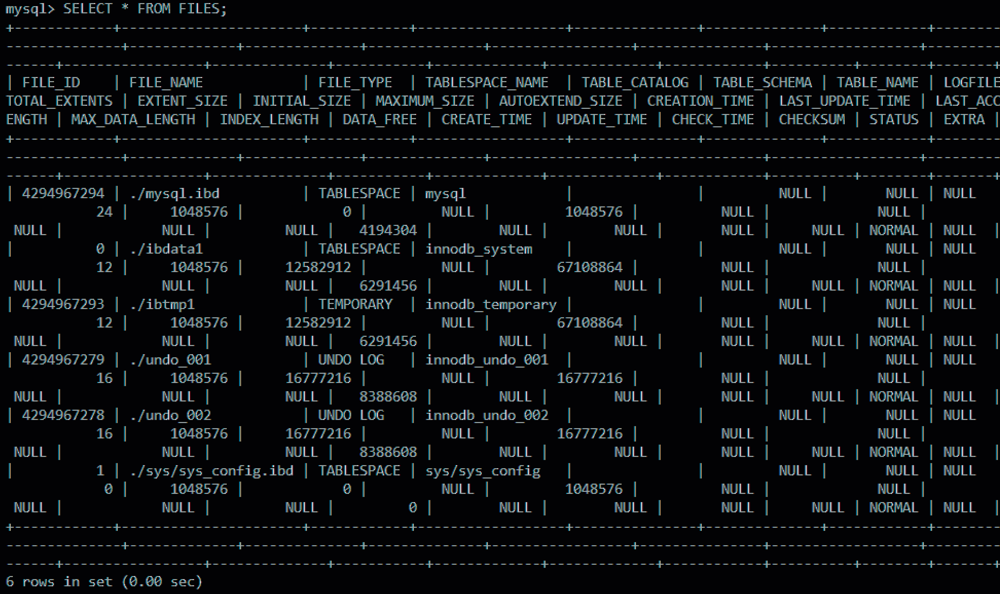 mysql> SELECT * FROM FILES;
+------------+----------------------+------------+------------------+---------------+--------------+------------+--------
--------------+-------------+--------------+--------------+-----------------+---------------+------------------+---------
------+-----------------+--------------+-----------+-------------+-------------+------------+----------+--------+-------+
| FILE_ID    | FILE_NAME            | FILE_TYPE  | TABLESPACE_NAME  | TABLE_CATALOG | TABLE_SCHEMA | TABLE_NAME | LOGFILE
TOTAL_EXTENTS | EXTENT_SIZE | INITIAL_SIZE | MAXIMUM_SIZE | AUTOEXTEND_SIZE | CREATION_TIME | LAST_UPDATE_TIME | LAST_ACC
ENGTH | MAX_DATA_LENGTH | INDEX_LENGTH | DATA_FREE | CREATE_TIME | UPDATE_TIME | CHECK_TIME | CHECKSUM | STATUS | EXTRA |
+------------+----------------------+------------+------------------+---------------+--------------+------------+--------
--------------+-------------+--------------+--------------+-----------------+---------------+------------------+---------
------+-----------------+--------------+-----------+-------------+-------------+------------+----------+--------+-------+
| 4294967294 | ./mysql.ibd          | TABLESPACE | mysql            |               |         NULL |       NULL | NULL
           24 |     1048576 |            0 |         NULL |         1048576 |          NULL |             NULL |
 NULL |            NULL |         NULL |   4194304 |        NULL |        NULL |       NULL |     NULL | NORMAL | NULL  |
|          0 | ./ibdata1            | TABLESPACE | innodb_system    |               |         NULL |       NULL | NULL
           12 |     1048576 |     12582912 |         NULL |        67108864 |          NULL |             NULL |
 NULL |            NULL |         NULL |   6291456 |        NULL |        NULL |       NULL |     NULL | NORMAL | NULL  |
| 4294967293 | ./ibtmp1             | TEMPORARY  | innodb_temporary |               |         NULL |       NULL | NULL
           12 |     1048576 |     12582912 |         NULL |        67108864 |          NULL |             NULL |
 NULL |            NULL |         NULL |   6291456 |        NULL |        NULL |       NULL |     NULL | NORMAL | NULL  |
| 4294967279 | ./undo_001           | UNDO LOG   | innodb_undo_001  |               |         NULL |       NULL | NULL
           16 |     1048576 |     16777216 |         NULL |        16777216 |          NULL |             NULL |
 NULL |            NULL |         NULL |   8388608 |        NULL |        NULL |       NULL |     NULL | NORMAL | NULL  |
| 4294967278 | ./undo_002           | UNDO LOG   | innodb_undo_002  |               |         NULL |       NULL | NULL
           16 |     1048576 |     16777216 |         NULL |        16777216 |          NULL |             NULL |
 NULL |            NULL |         NULL |   8388608 |        NULL |        NULL |       NULL |     NULL | NORMAL | NULL  |
|          1 | ./sys/sys_config.ibd | TABLESPACE | sys/sys_config   |               |         NULL |       NULL | NULL
            0 |     1048576 |            0 |         NULL |         1048576 |          NULL |             NULL |
 NULL |            NULL |         NULL |         0 |        NULL |        NULL |       NULL |     NULL | NORMAL | NULL  |
+------------+----------------------+------------+------------------+---------------+--------------+------------+--------
--------------+-------------+--------------+--------------+-----------------+---------------+------------------+---------
------+-----------------+--------------+-----------+-------------+-------------+------------+----------+--------+-------+
6 rows in set (0.00 sec)